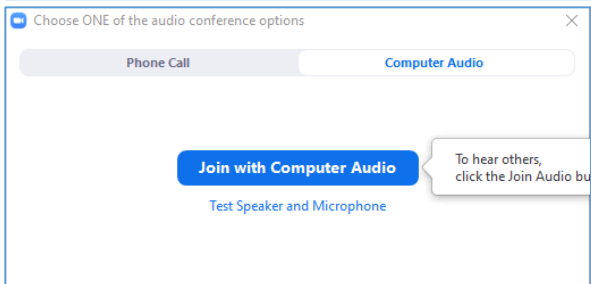 Choose ONE of the audio conference options
Phone Call
Computer Audio
Join with Computer Audio
To hear others,
click the Join Audio bu
Test Speaker and Microphone